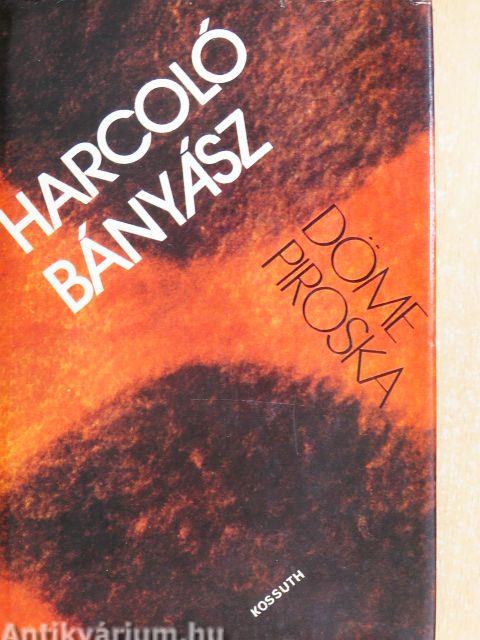 HARCOLÓ
BÁNYÁSZ
DÖME
PIROSKA
KOSSUTH
Antikvárium.hu